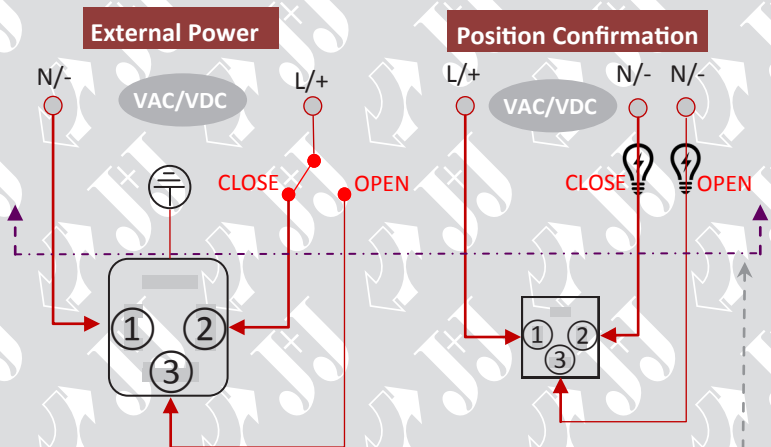 External Power
Position Confirmation
N/-
L/+
VAC/VDC
L/+
N/-
N/-
VAC/VDC
CLOSE
OPEN
CLOSE
OPEN
1
2
3
1
2
3
J+J